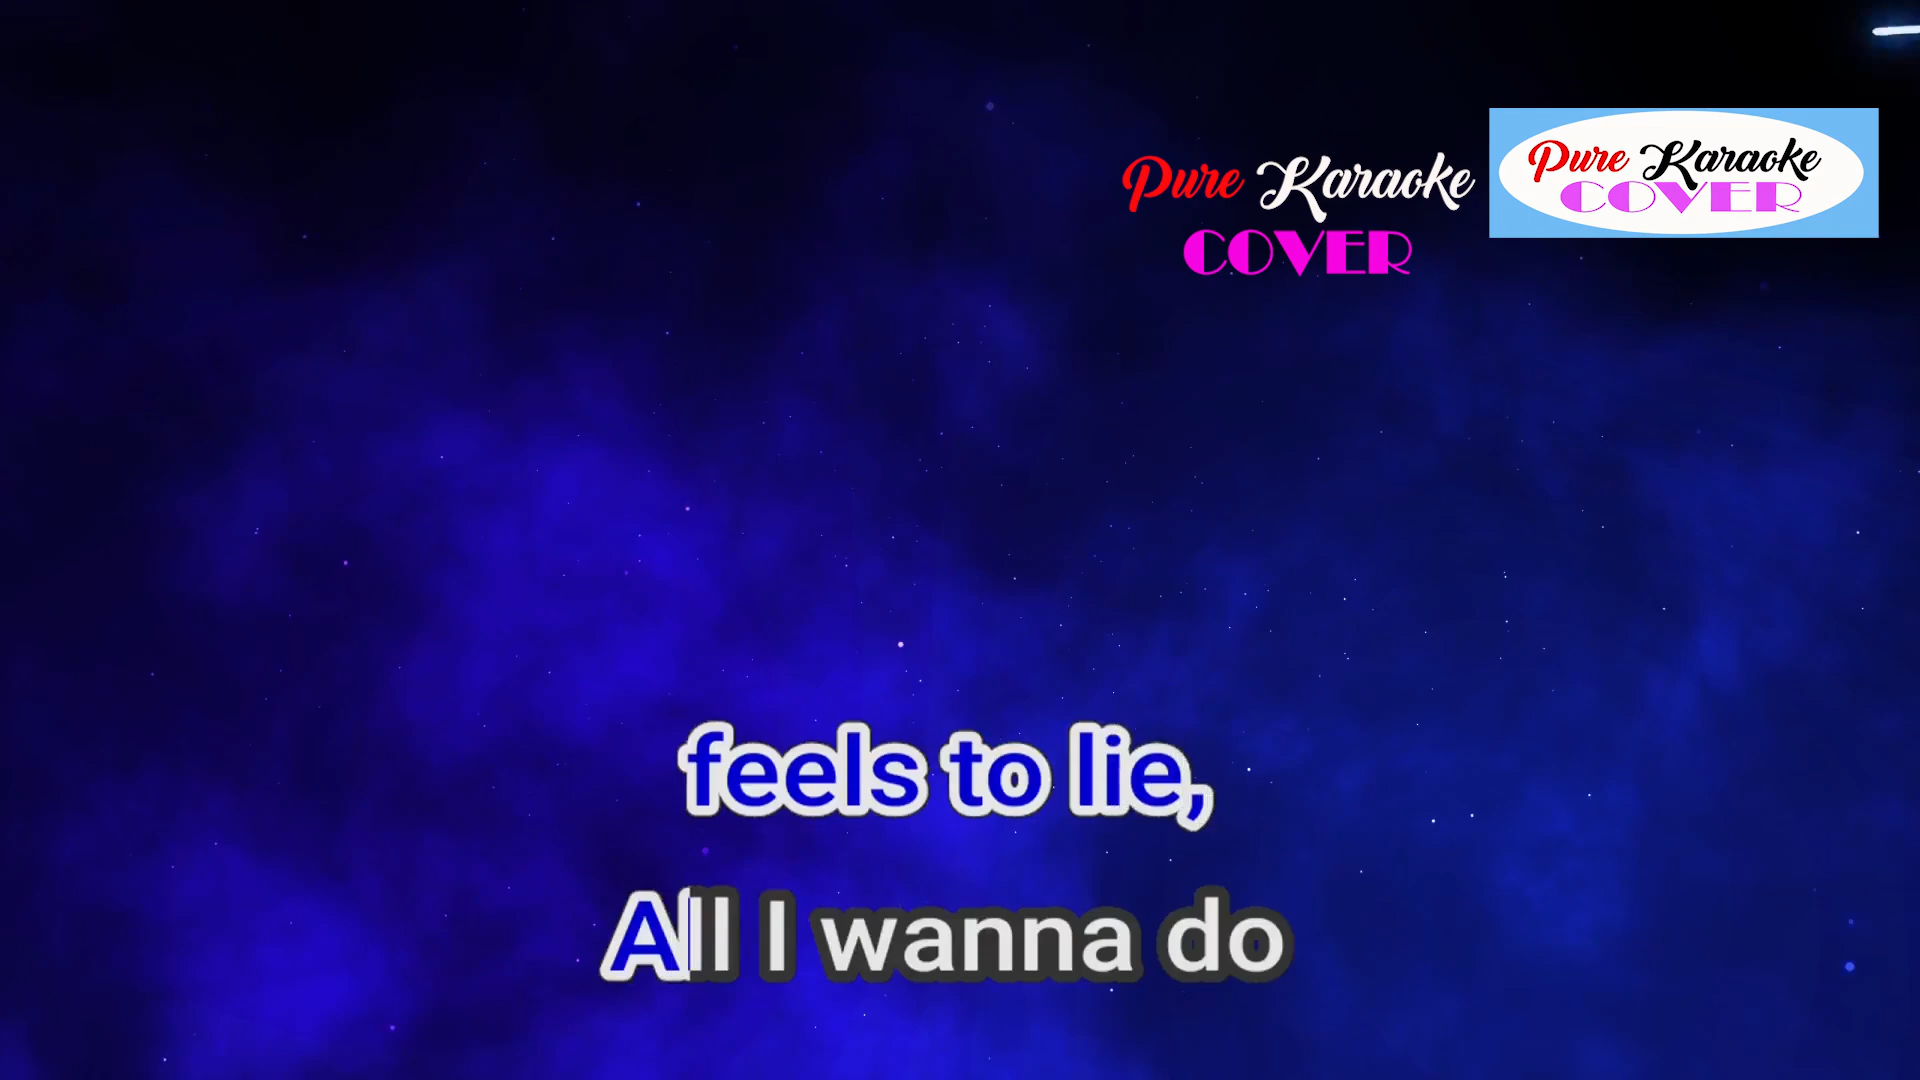 Pure Karaoke
COVER
Pure Karaoke
COVER
feels to lie,
All I wanna do